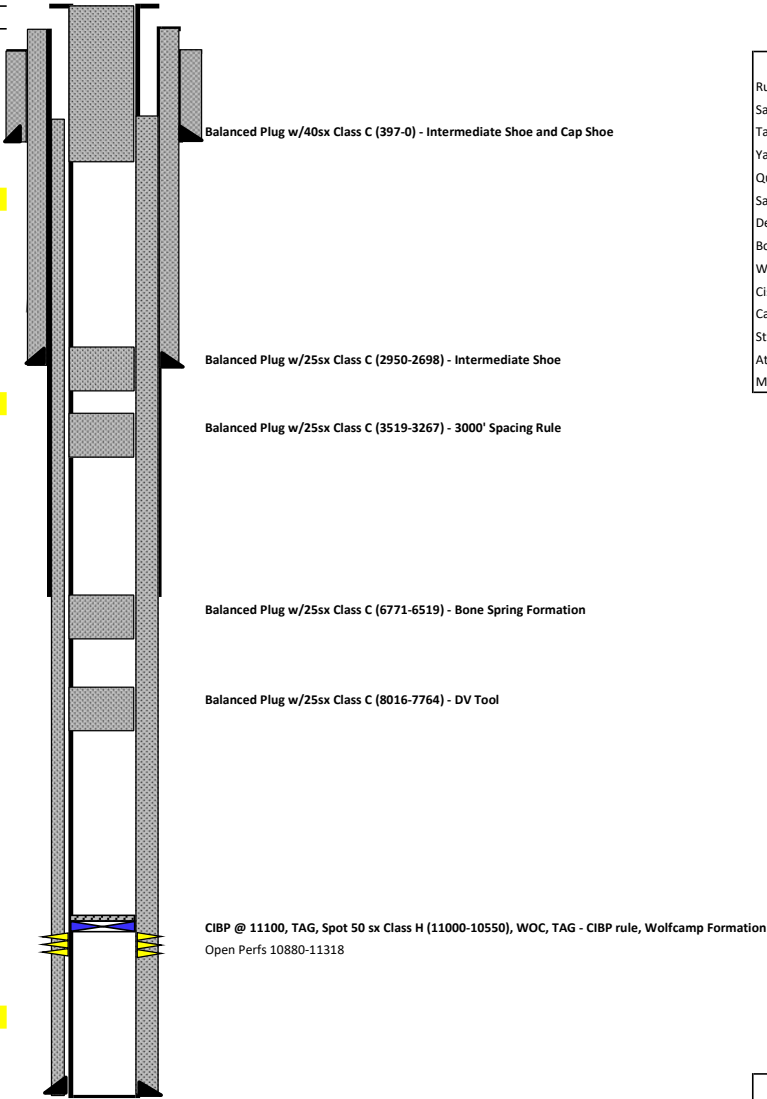 Balanced Plug w/40sx Class C (397-0) - Intermediate Shoe and Cap Shoe
Balanced Plug w/25sx Class C (2950-2698) - Intermediate Shoe
Balanced Plug w/25sx Class C (3519-3267) - 3000' Spacing Rule
Balanced Plug w/25sx Class C (6771-6519) - Bone Spring Formation
Balanced Plug w/25sx Class C (8016-7764) - DV Tool
CIBP @ 11100, TAG, Spot 50 sx Class H (11000-10550), WOC, TAG - CIBP rule, Wolfcamp Formation
Open Perfs 10880-11318